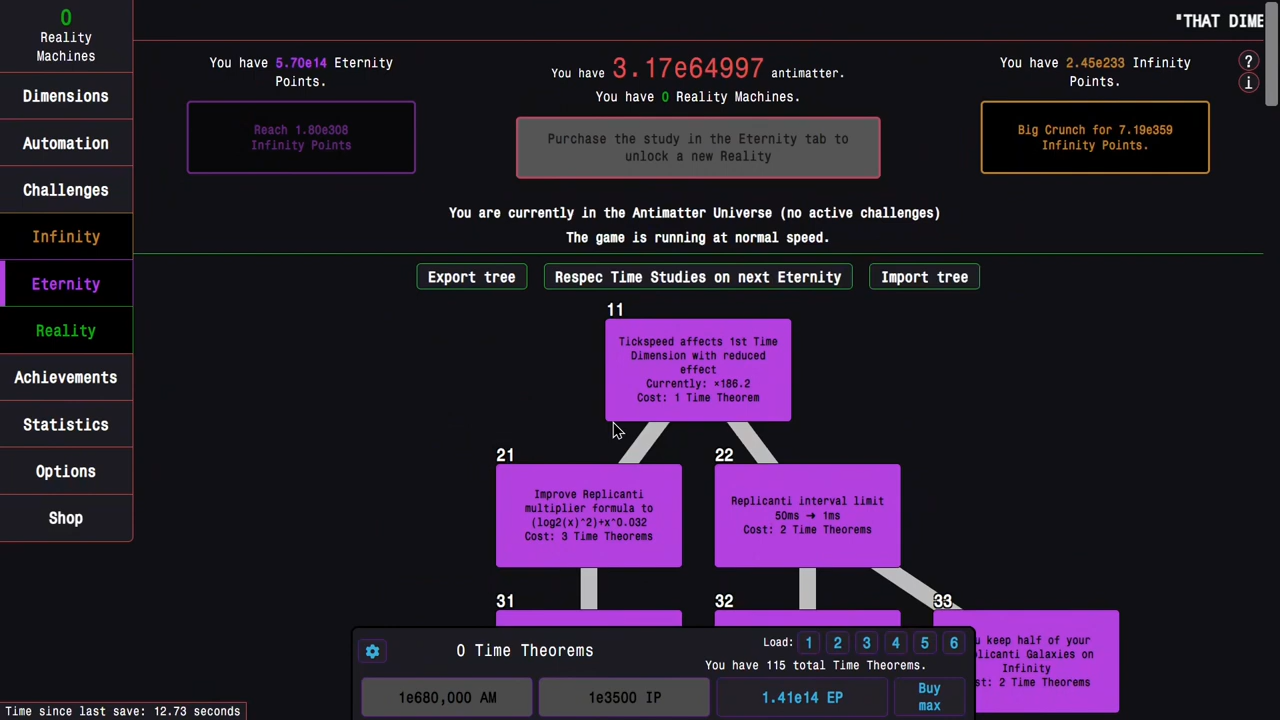 0
Reality
Machines
Dimensions
Automation
Challenges
Infinity
Eternity
Reality
Achievements
Statistics
Options
Shop
"THAT DIME
You have 5.70e14 Eternity
Points.
Reach 1.80e308
Infinity Points
You have 3.17e64997 antimatter.
You have 0 Reality Machines.
Purchase the study in the Eternity tab to
unlock a new Reality
You have 2.45e233 Infinity
Points.
Big Crunch for 7.19e359
Infinity Points.
?
i
You are currently in the Antimatter Universe (no active challenges)
The game is running at normal speed.
Export tree
Respec Time Studies on next Eternity
Import tree
11
Tickspeed affects 1st Time
Dimension with reduced
effect
Currently: ×186.2
Cost: 1 Time Theorem
21
Improve Replicanti
multiplier formula to
(log2(x)^2)+x^0.032
Cost: 3 Time Theorems
22
Replicanti interval limit
50ms → 1ms
Cost: 2 Time Theorems
31
32
33
keep half of your
Galaxies on
Infinity
2 Time Theorems
0 Time Theorems
Load: 1 2 3 4 5 6
You have 115 total Time Theorems.
1e680,000 AM
1e3500 IP
1.41e14 EP
Buy
max
Time since last save: 12.73 seconds